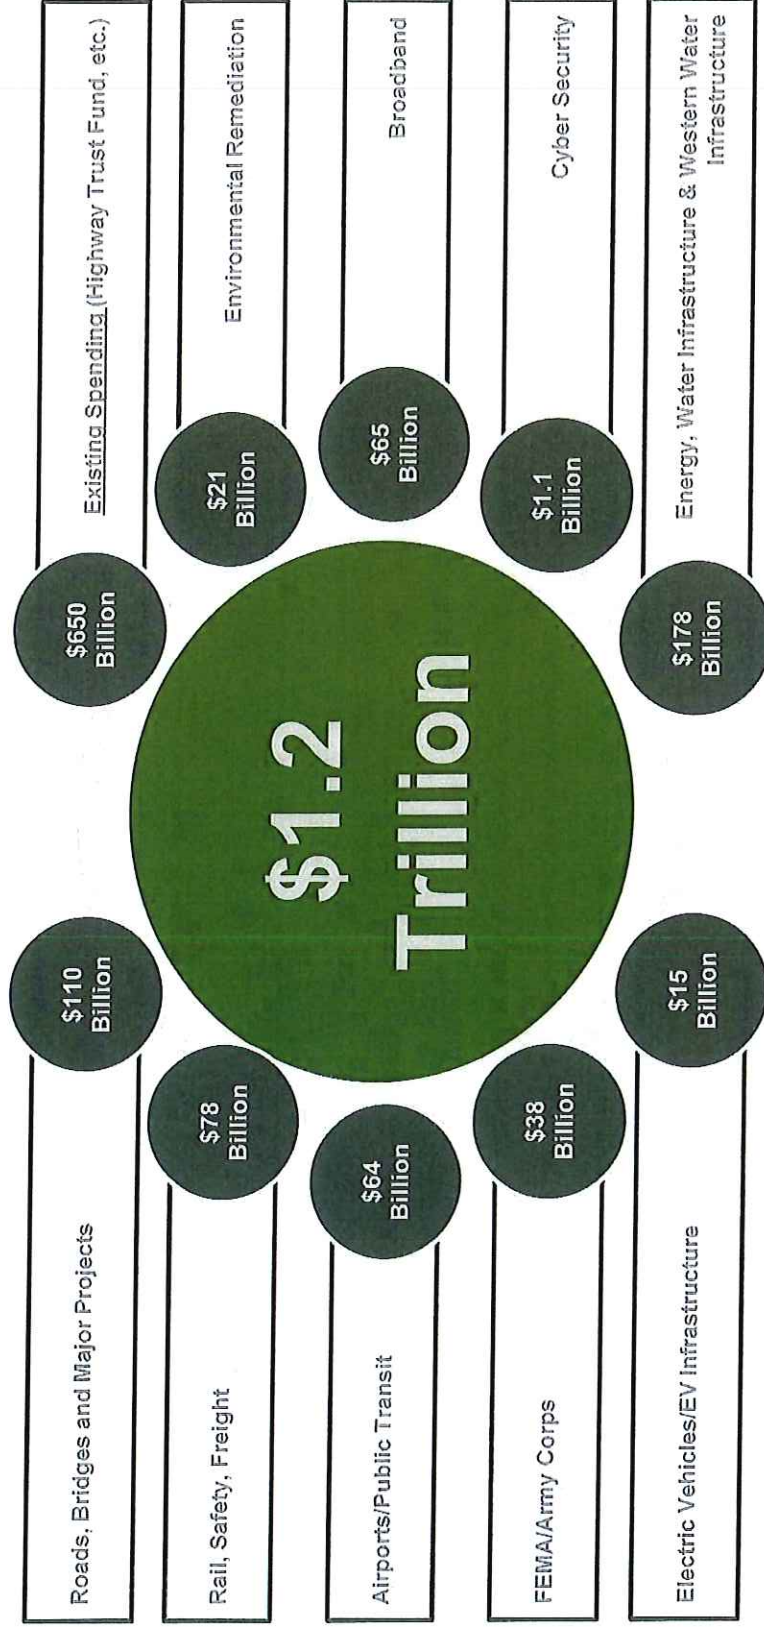 Roads, Bridges and Major Projects
$110
Billion
$650
Billion
Existing Spending (Highway Trust Fund, etc.)
Rail, Safety, Freight
$78
Billion
$21
Billion
Environmental Remediation
Airports/Public Transit
$64
Billion
$1.2
Trillion
$65
Billion
Broadband
FEMA/Army Corps
$38
Billion
$1.1
Billion
Cyber Security
Electric Vehicles/EV Infrastructure
$15
Billion
$178
Billion
Energy, Water Infrastructure & Western Water
Infrastructure